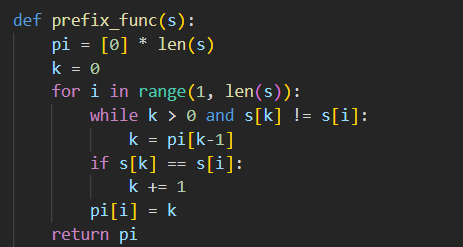 def prefix_func(s):
    pi = [0] * len(s)
    k = 0
    for i in range(1, len(s)):
        while k > 0 and s[k] != s[i]:
            k = pi[k-1]
        if s[k] == s[i]:
            k += 1
        pi[i] = k
    return pi